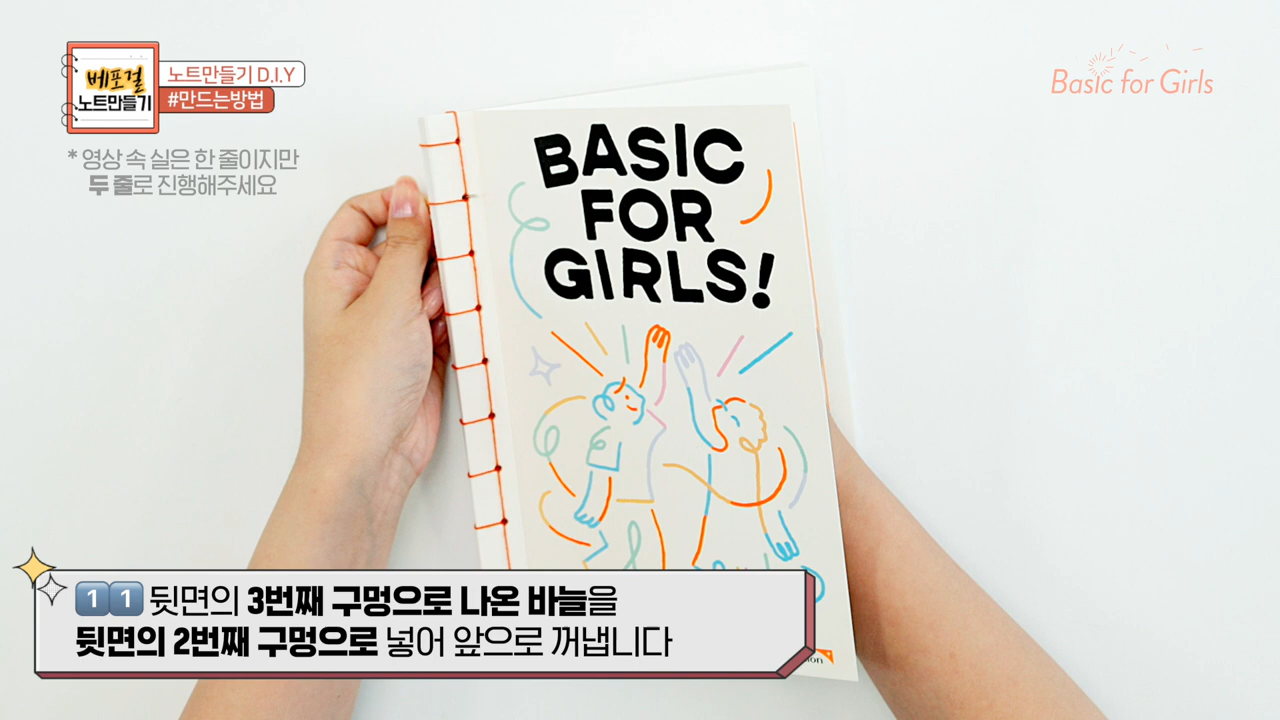 베포걸
노트만들기
노트만들기 D.I.Y
#만드는방법
* 영상 속 실은 한 줄이지만
두 줄로 진행해주세요
Basic for Girls
BASIC
FOR
GIRLS!
11 뒷면의 3번째 구멍으로 나온 바늘을
뒷면의 2번째 구멍으로 넣어 앞으로 꺼냅니다